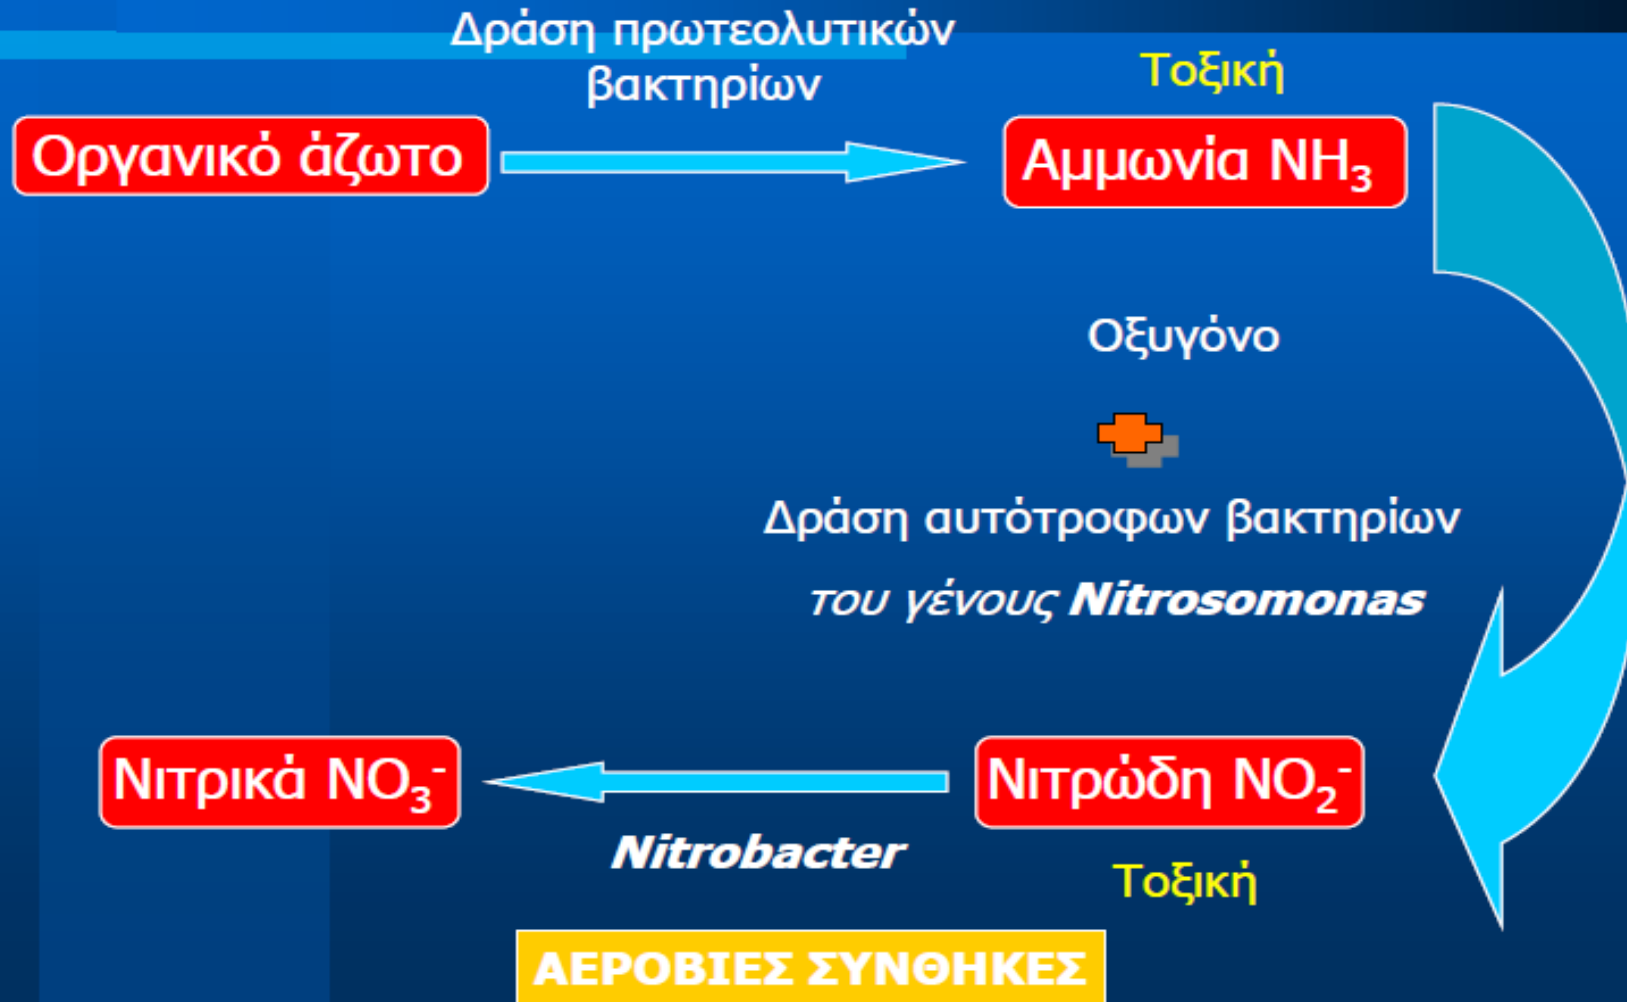 Δράση πρωτεολυτικών
βακτηρίων
Τοξική
Οργανικό άζωτο
Αμμωνία NH₃
Οξυγόνο
Δράση αυτότροφων βακτηρίων
του γένους Nitrosomonas
Νιτρικά NO₃⁻
Νιτρώδη NO₂⁻
Nitrobacter
Τοξική
ΑΕΡΟΒΙΕΣ ΣΥΝΘΗΚΕΣ